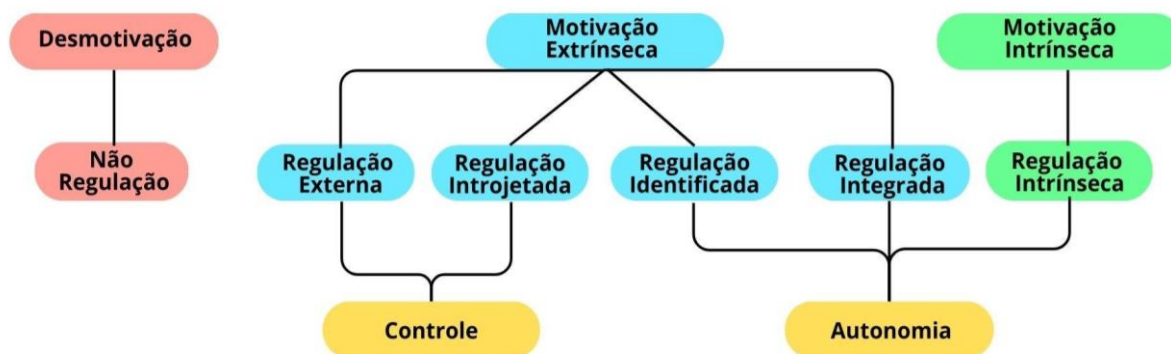 Desmotivação
Motivação
Extrínseca
Motivação
Intrínseca
Não
Regulação
Regulação
Externa
Regulação
Introjetada
Regulação
Identificada
Regulação
Integrada
Regulação
Intrínseca
Controle
Autonomia